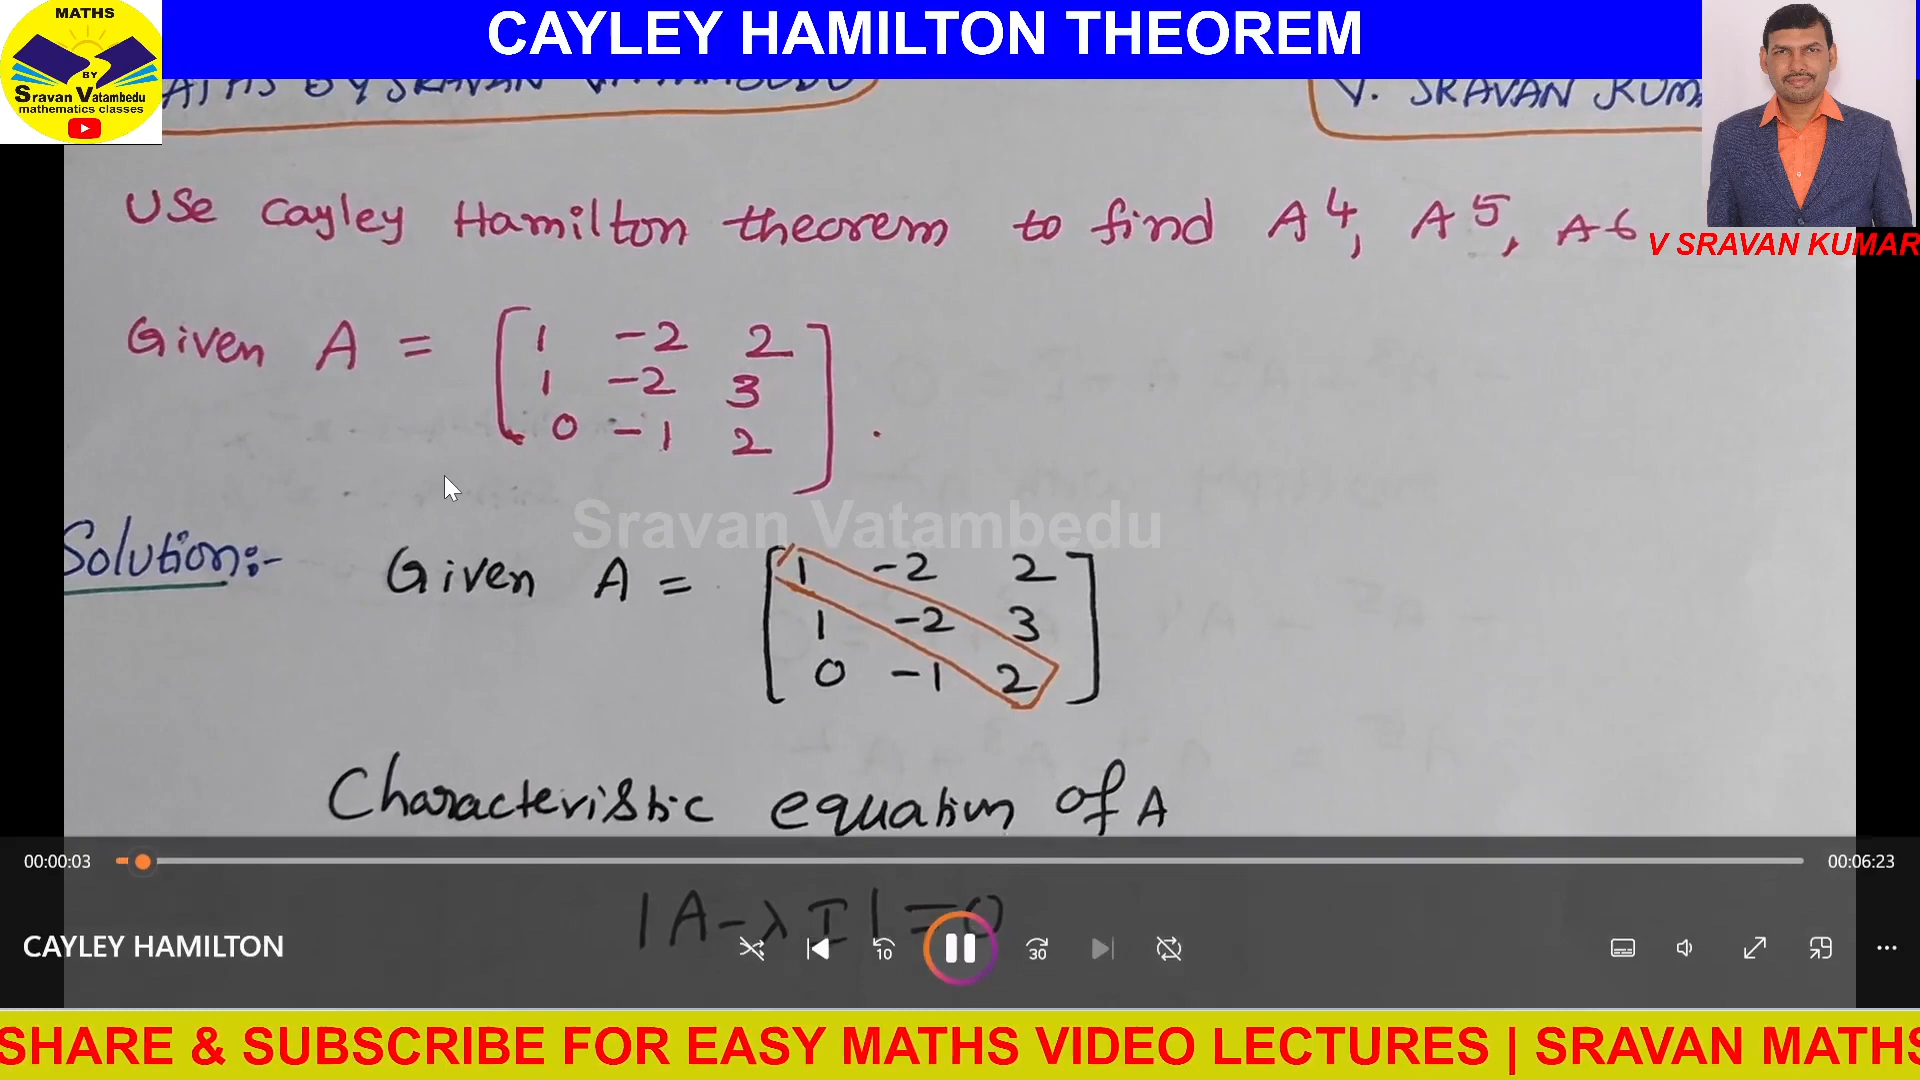 MATHS
BY
Sravan Vatambedu
mathematics classes
CAYLEY HAMILTON THEOREM
V. SRAVAN KUM
V SRAVAN KUMAR
Use Cayley Hamilton theorem to find A4, A5, A6
Given A = [ 1 -2 2
1 -2 3
0 -1 2 ] .
Sravan Vatambedu
Solution:- Given A = [ 1 -2 2
1 -2 3
0 -1 2 ]
Characteristic equation of A
|A-λI|=0
00:00:03
00:06:23
CAYLEY HAMILTON
10
30
SHARE & SUBSCRIBE FOR EASY MATHS VIDEO LECTURES | SRAVAN MATHS